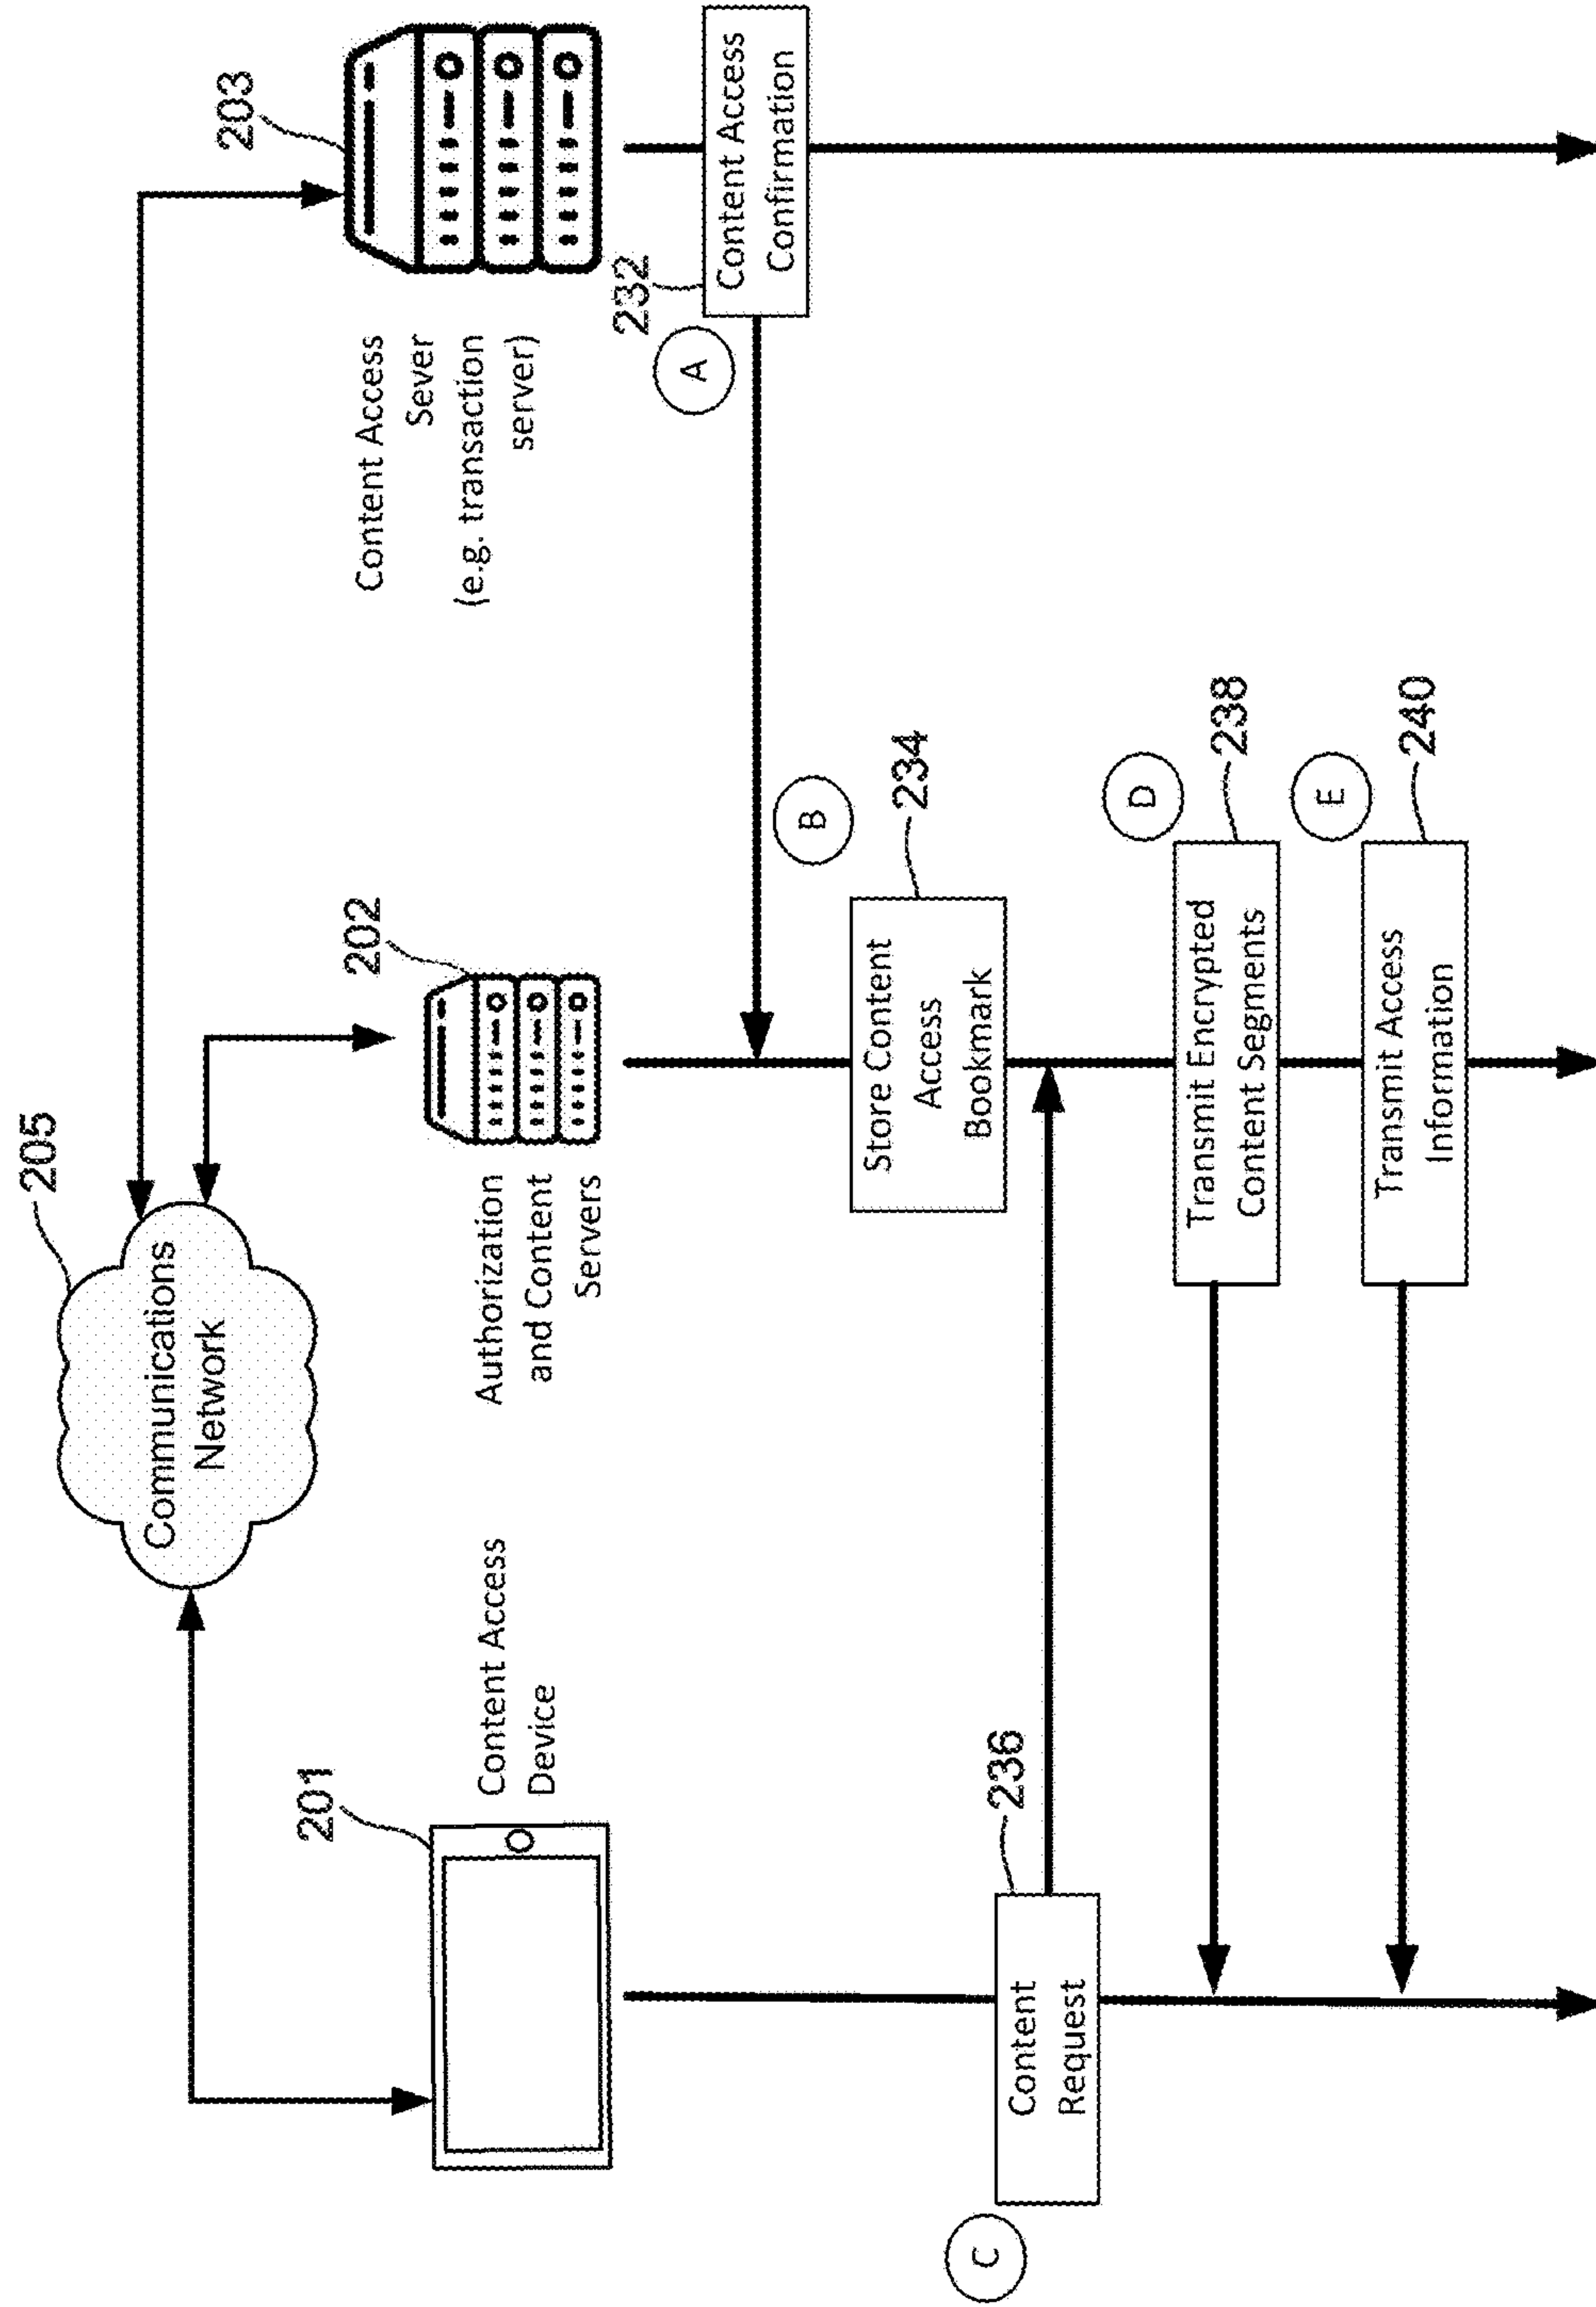 205
Communications
Network
201
Content Access
Device
202
Authorization
and Content
Servers
203
Content Access
Sever
(e.g. transaction
server)
232
A
Content Access
Confirmation
B
234
Store Content
Access
Bookmark
C
236
Content
Request
D
238
Transmit Encrypted
Content Segments
E
240
Transmit Access
Information